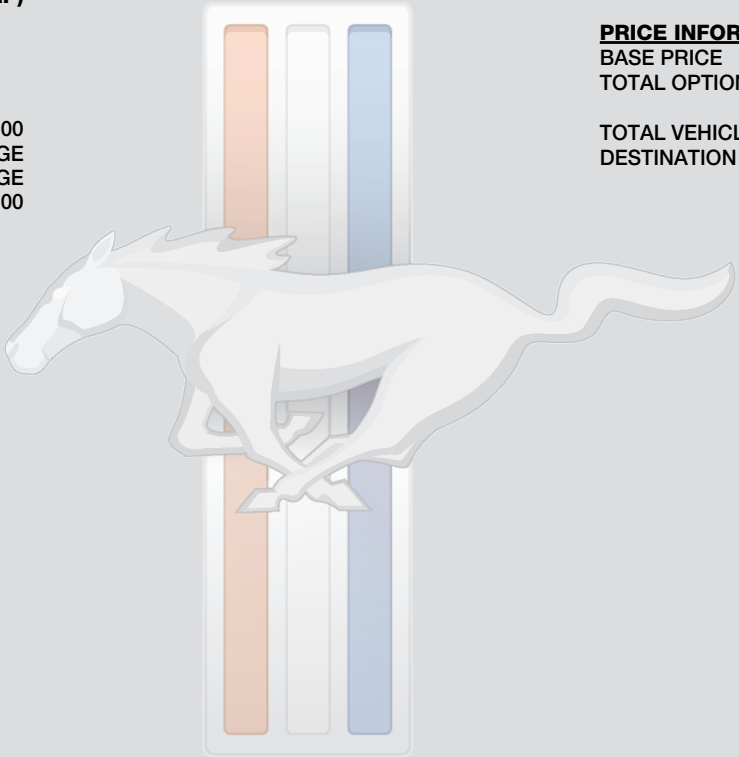 00
GE
GE
00
PRICE INFOR
BASE PRICE
TOTAL OPTION
TOTAL VEHICL
DESTINATION